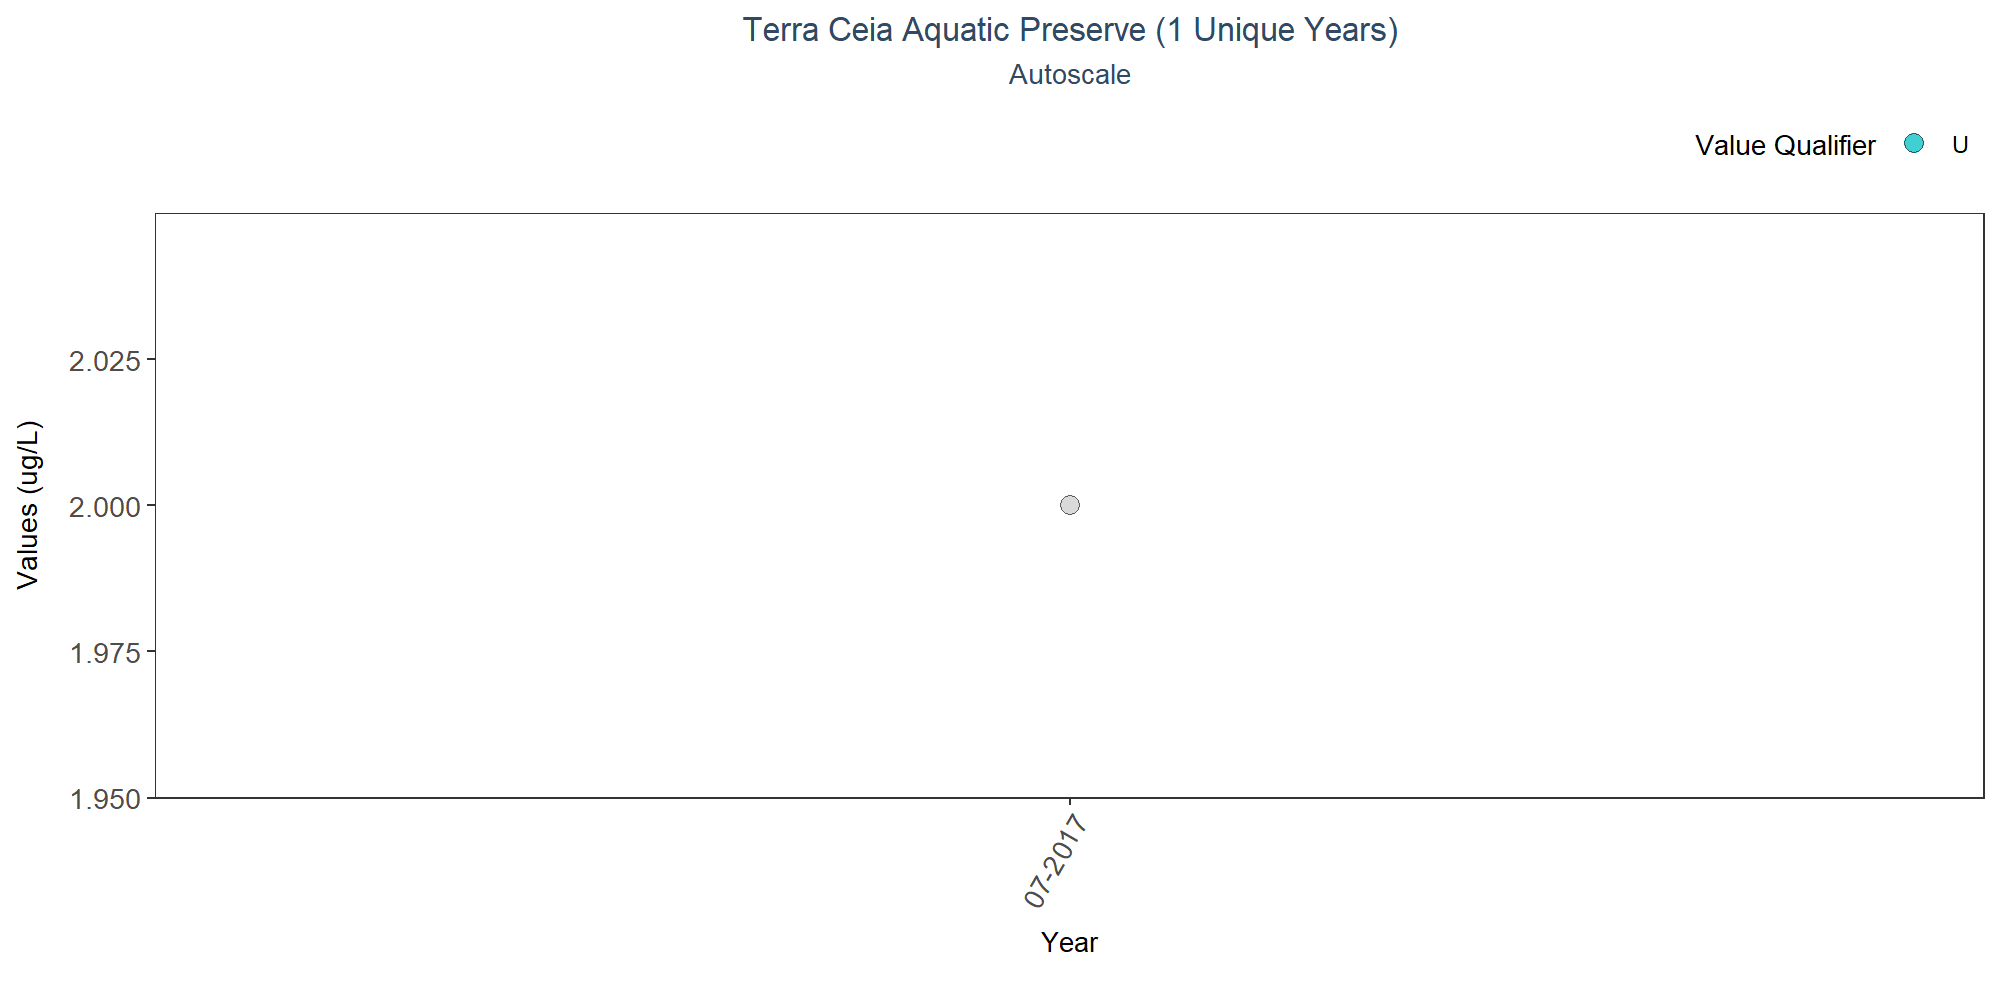 Terra Ceia Aquatic Preserve (1 Unique Years)
Autoscale
Value Qualifier U
Values (ug/L)
2.025
2.000
1.975
1.950
07-2017
Year